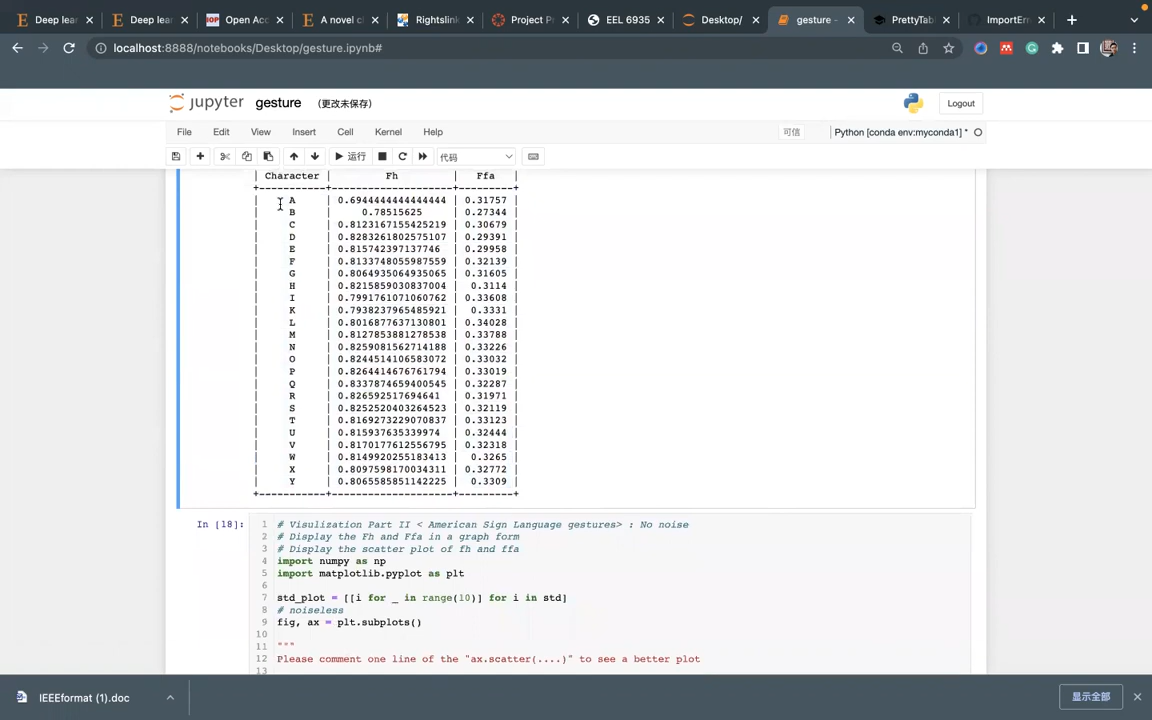 Deep lear
Deep lear
Open Acc
A novel c
Rightslink
Project Pr
EEL 6935
Desktop/
gesture -
PrettyTab
ImportErr
localhost:8888/notebooks/Desktop/gesture.ipynb#
jupyter gesture (更改未保存)
Logout
File Edit View Insert Cell Kernel Help
可信
Python [conda env:myconda1] *
运行
代码
| Character | Fh | Ffa |
+-----------+--------------------+---------+
| A | 0.6944444444444444 | 0.31757 |
| B | 0.78515625 | 0.27344 |
| C | 0.8123167155425219 | 0.30679 |
| D | 0.8283261802575107 | 0.29391 |
| E | 0.815742397137746 | 0.29958 |
| F | 0.8133748055987559 | 0.32139 |
| G | 0.8064935064935065 | 0.31605 |
| H | 0.8215859030837004 | 0.3114 |
| I | 0.7991761071060762 | 0.33608 |
| K | 0.7938237965485921 | 0.3331 |
| L | 0.8016877637130801 | 0.34028 |
| M | 0.8127853881278538 | 0.33788 |
| N | 0.8259081562714188 | 0.33226 |
| O | 0.8244514106583072 | 0.33032 |
| P | 0.8264414676761794 | 0.33019 |
| Q | 0.8337874659400545 | 0.32287 |
| R | 0.826592517694641 | 0.31971 |
| S | 0.8252520403264523 | 0.32119 |
| T | 0.8169273229070837 | 0.33123 |
| U | 0.815937635339974 | 0.32444 |
| V | 0.8170177612556795 | 0.32318 |
| W | 0.8149920255183413 | 0.3265 |
| X | 0.8097598170034311 | 0.32772 |
| Y | 0.8065585851142225 | 0.3309 |
+-----------+--------------------+---------+
In [18]:
1 # Visulization Part II < American Sign Language gestures> : No noise
2 # Display the Fh and Ffa in a graph form
3 # Display the scatter plot of fh and ffa
4 import numpy as np
5 import matplotlib.pyplot as plt
6
7 std_plot = [[i for _ in range(10)] for i in std]
8 # noiseless
9 fig, ax = plt.subplots()
10
11 """
12 Please comment one line of the "ax.scatter(....)" to see a better plot
13
IEEEformat (1).doc
显示全部